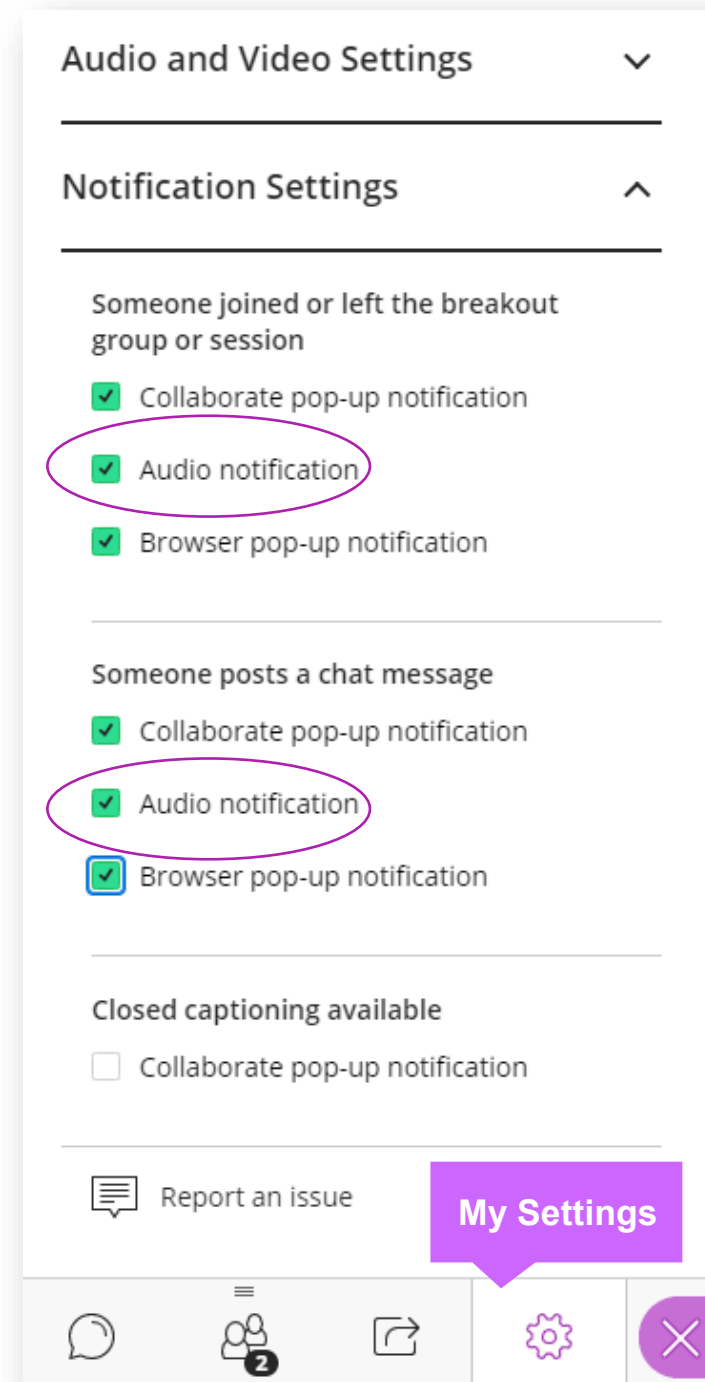 Audio and Video Settings
Notification Settings
Someone joined or left the breakout
group or session
Collaborate pop-up notification
Audio notification
Browser pop-up notification
Someone posts a chat message
Collaborate pop-up notification
Audio notification
Browser pop-up notification
Closed captioning available
Collaborate pop-up notification
Report an issue
My Settings
2